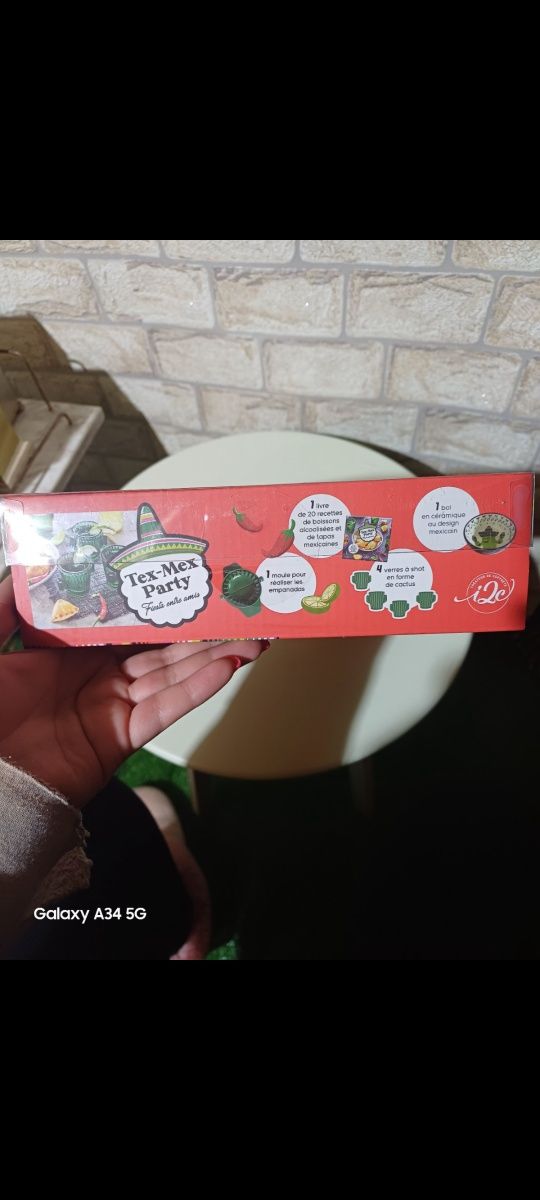 Tex-Mex
Party
Fiesta entre amis
1 livre
de 20 recettes
de boissons
alcoolisées et
de tapas
mexicaines
1 moule pour
réaliser les
empanadas
1 bol
en céramique
au design
mexicain
4 verres à shot
en forme
de cactus
i2c
Galaxy A34 5G